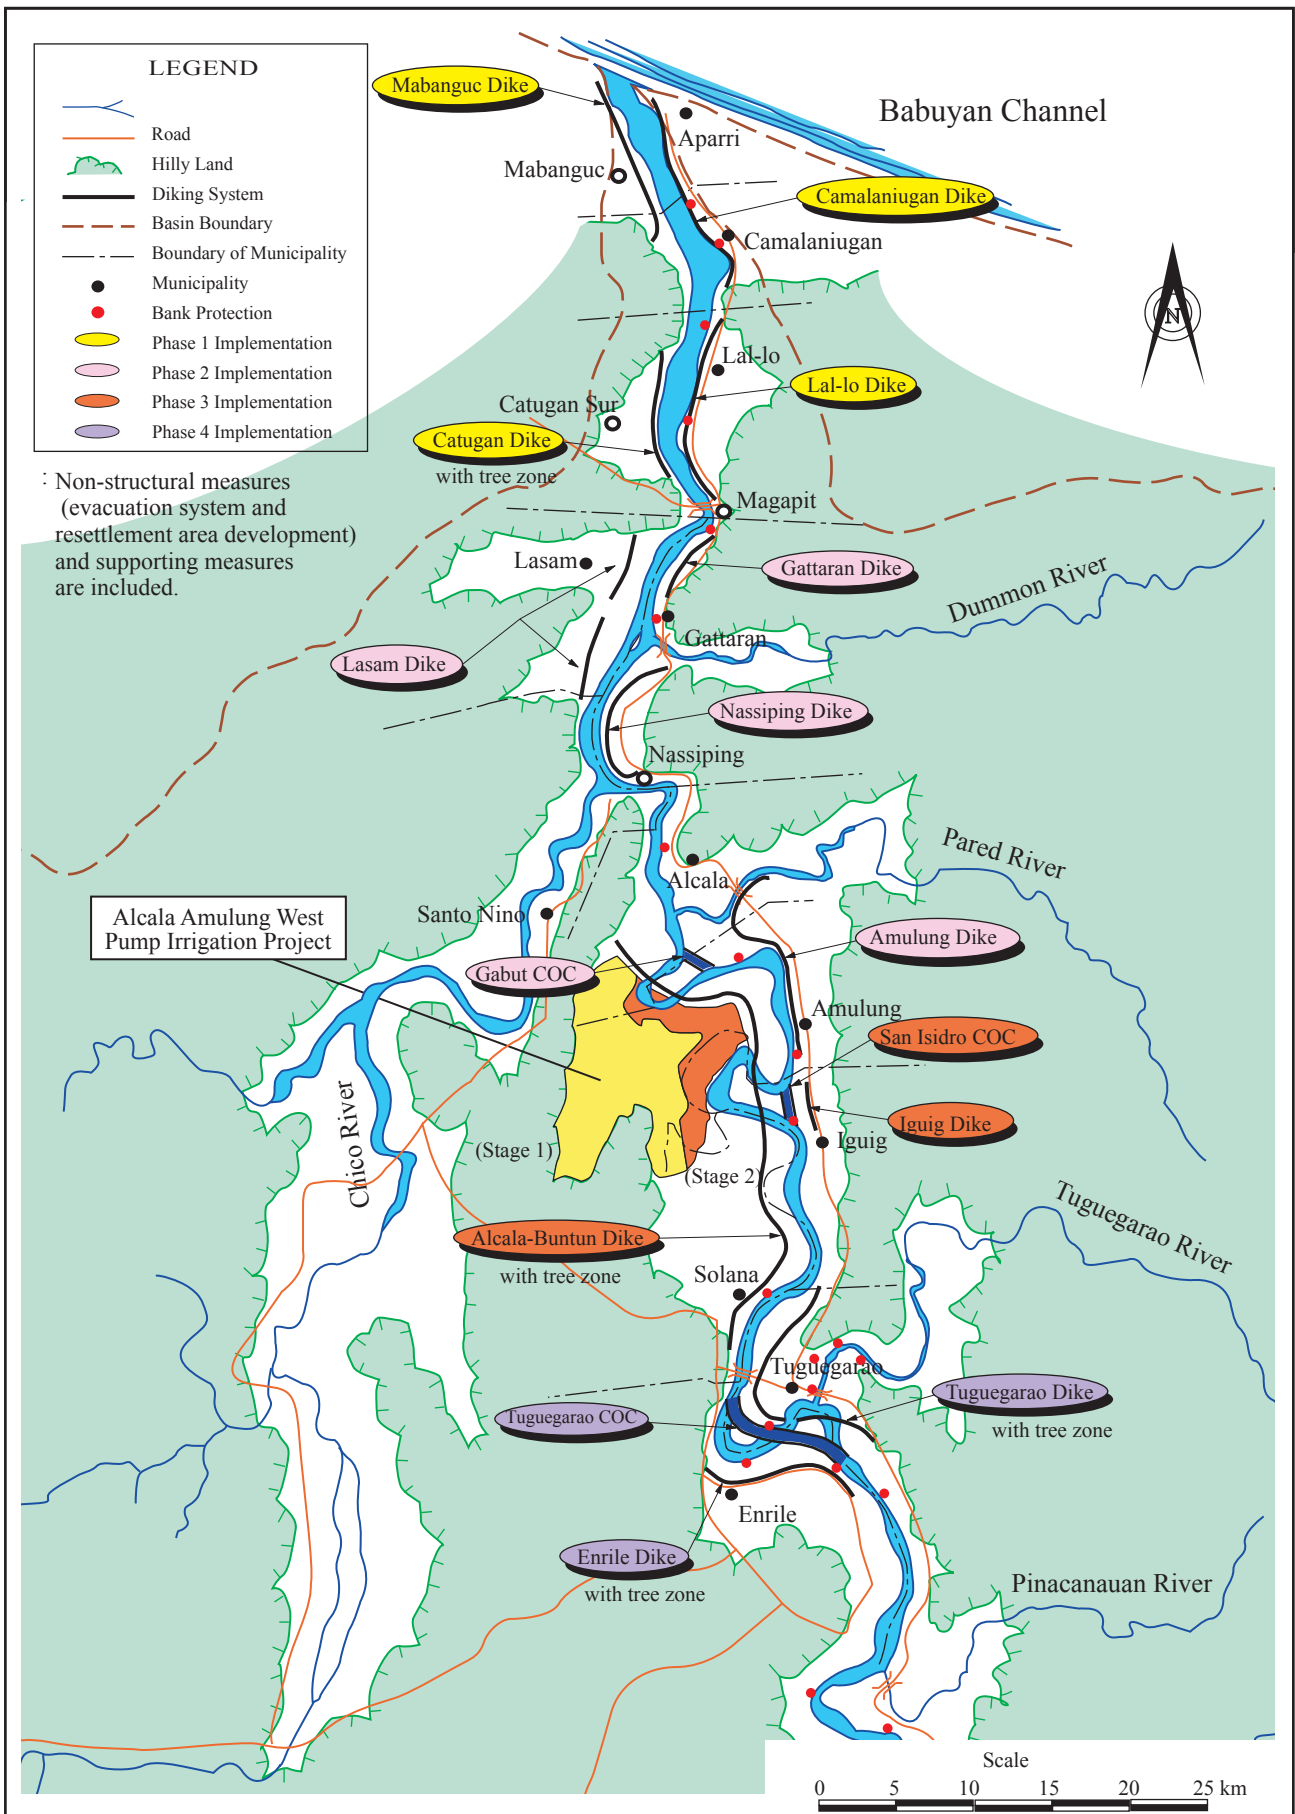 LEGEND
Road
Hilly Land
Diking System
Basin Boundary
Boundary of Municipality
Municipality
Bank Protection
Phase 1 Implementation
Phase 2 Implementation
Phase 3 Implementation
Phase 4 Implementation
: Non-structural measures
(evacuation system and
resettlement area development)
and supporting measures
are included.
Mabanguc Dike
Babuyan Channel
Aparri
Mabanguc
Camalaniugan Dike
Camalaniugan
N
Lal-lo
Lal-lo Dike
Catugan Sur
Catugan Dike
with tree zone
Magapit
Lasam
Gattaran Dike
Dummon River
Gattaran
Lasam Dike
Nassiping Dike
Nassiping
Pared River
Alcala
Alcala Amulung West
Pump Irrigation Project
Santo Nino
Amulung Dike
Gabut COC
Amulung
San Isidro COC
Chico River
Iguig Dike
(Stage 1)
Iguig
(Stage 2)
Tuguegarao River
Alcala-Buntun Dike
with tree zone
Solana
Tuguegarao
Tuguegarao Dike
with tree zone
Tuguegarao COC
Enrile
Enrile Dike
with tree zone
Pinacanauan River
Scale
0 5 10 15 20 25 km